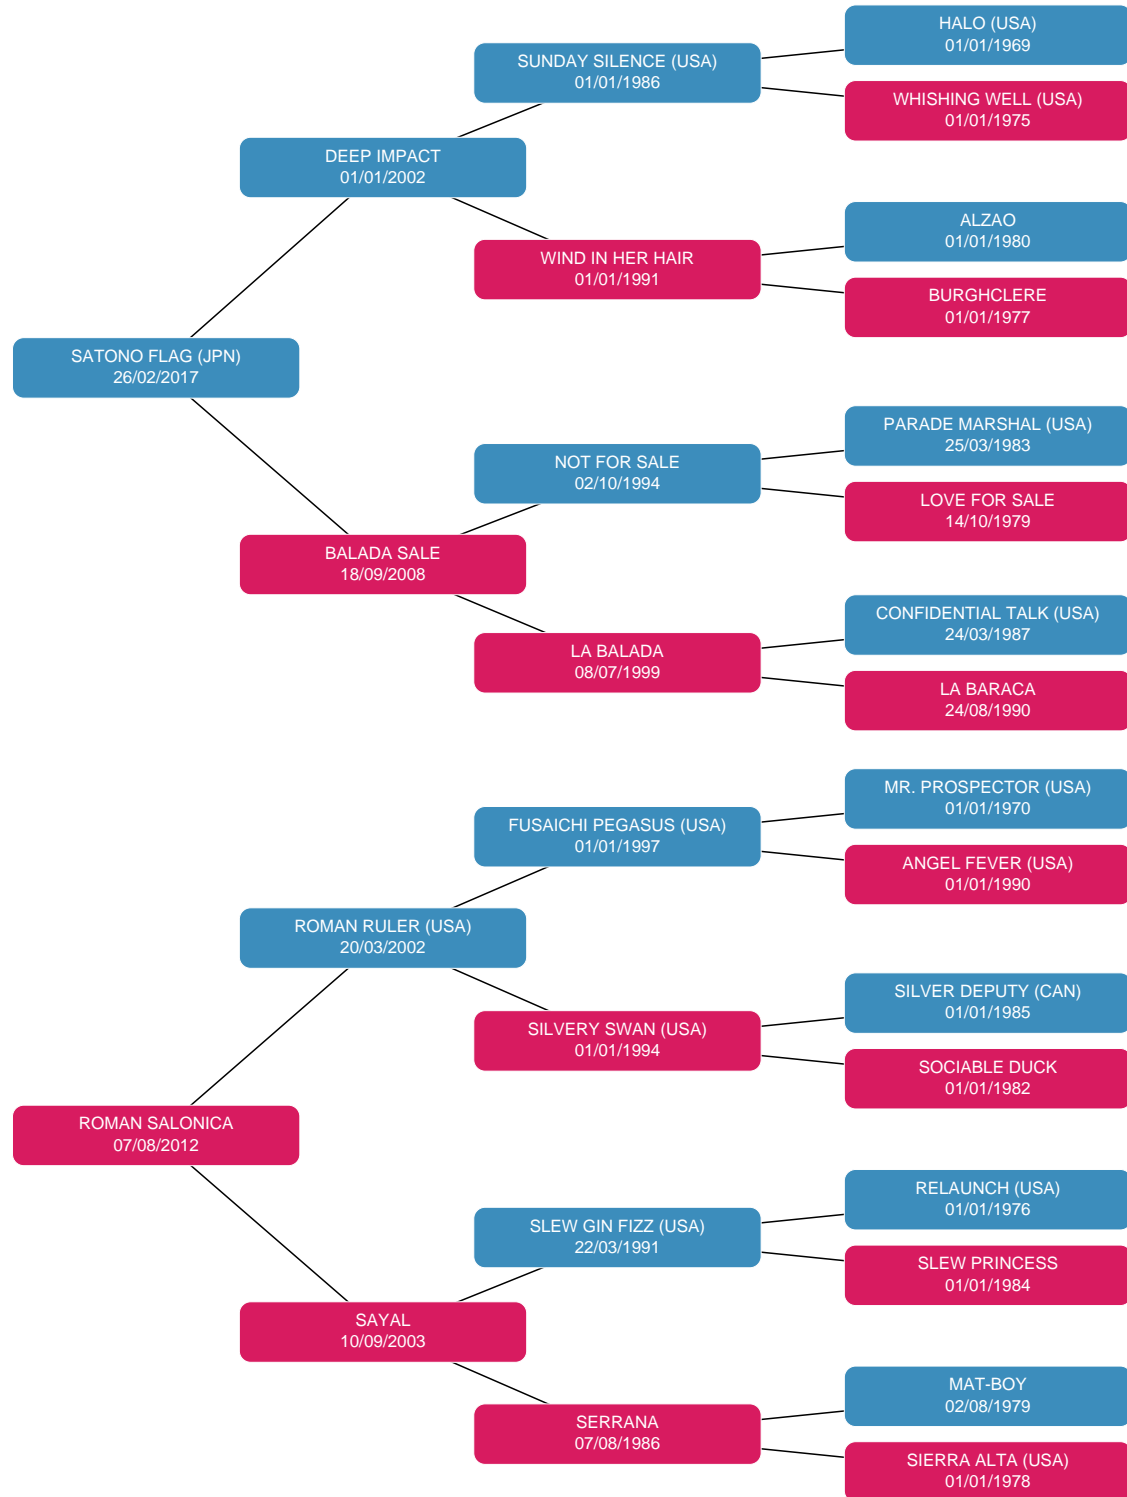 HALO (USA)
01/01/1969
SUNDAY SILENCE (USA)
01/01/1986
WHISHING WELL (USA)
01/01/1975
DEEP IMPACT
01/01/2002
ALZAO
01/01/1980
WIND IN HER HAIR
01/01/1991
BURGHCLERE
01/01/1977
SATONO FLAG (JPN)
26/02/2017
PARADE MARSHAL (USA)
25/03/1983
NOT FOR SALE
02/10/1994
LOVE FOR SALE
14/10/1979
BALADA SALE
18/09/2008
CONFIDENTIAL TALK (USA)
24/03/1987
LA BALADA
08/07/1999
LA BARACA
24/08/1990
MR. PROSPECTOR (USA)
01/01/1970
FUSAICHI PEGASUS (USA)
01/01/1997
ANGEL FEVER (USA)
01/01/1990
ROMAN RULER (USA)
20/03/2002
SILVER DEPUTY (CAN)
01/01/1985
SILVERY SWAN (USA)
01/01/1994
SOCIABLE DUCK
01/01/1982
ROMAN SALONICA
07/08/2012
RELAUNCH (USA)
01/01/1976
SLEW GIN FIZZ (USA)
22/03/1991
SLEW PRINCESS
01/01/1984
SAYAL
10/09/2003
MAT-BOY
02/08/1979
SERRANA
07/08/1986
SIERRA ALTA (USA)
01/01/1978